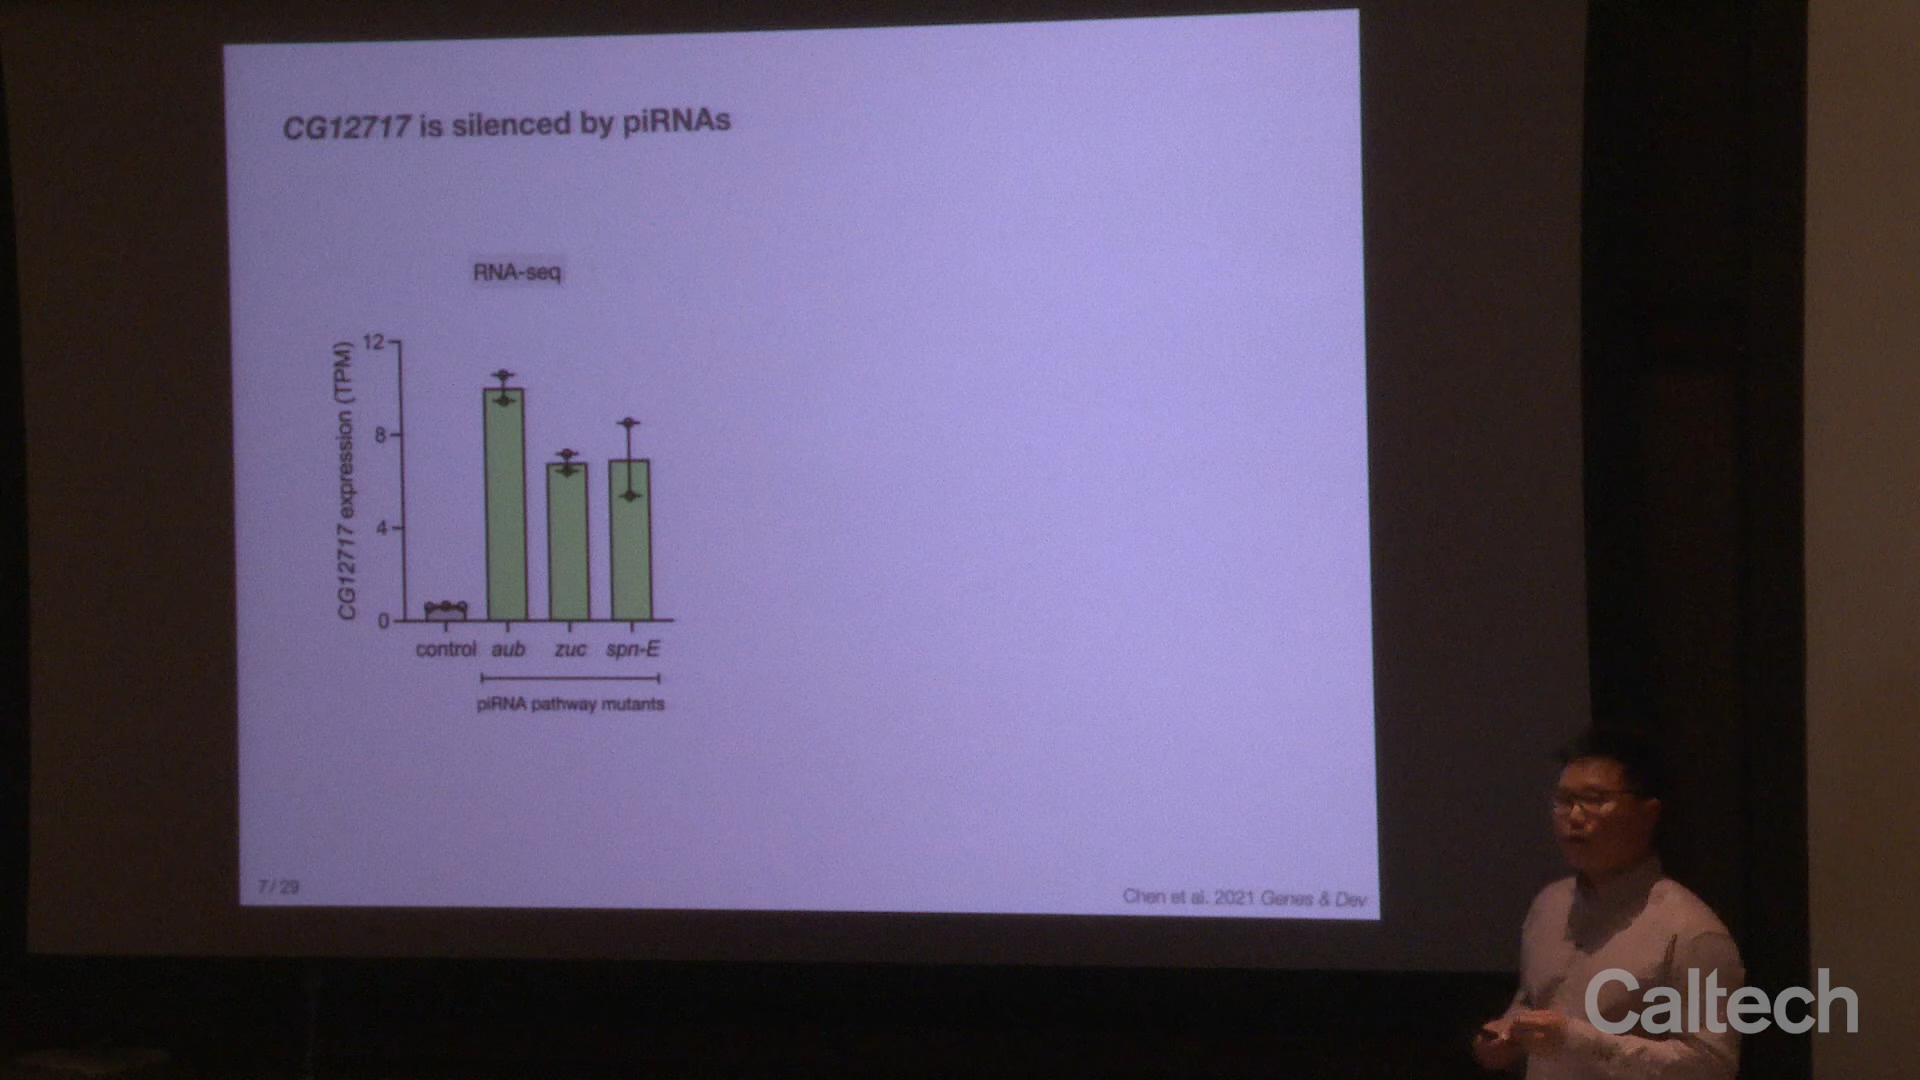 CG12717 is silenced by piRNAs
RNA-seq
CG12717 expression (TPM)
12
8
4
0
control aub zuc spn-E
piRNA pathway mutants
7 / 29
Chen et al. 2021 Genes & Dev
Caltech